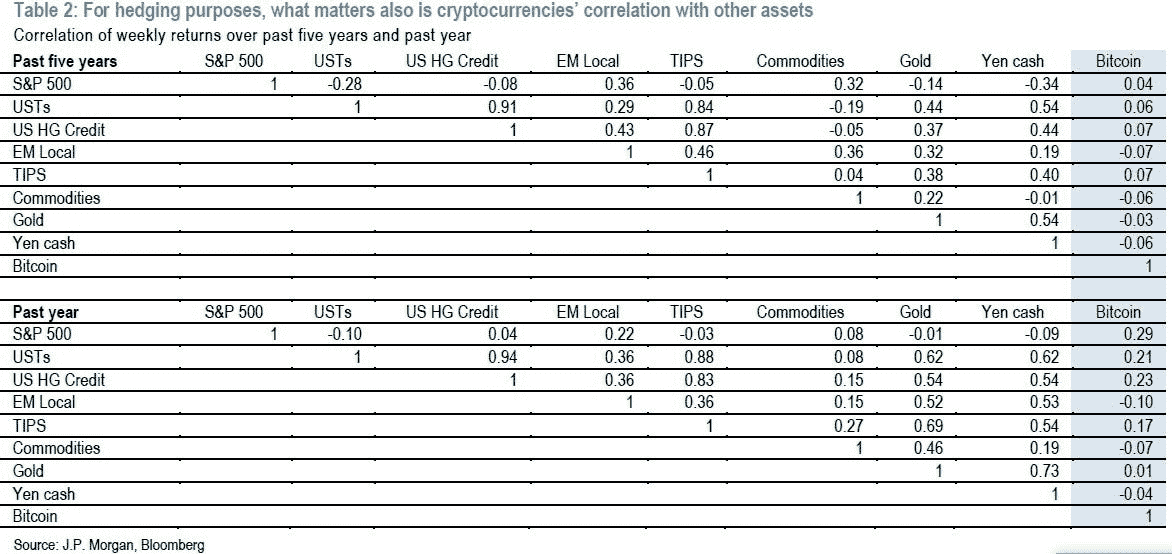 Table 2: For hedging purposes, what matters also is cryptocurrencies' correlation with other assets
Correlation of weekly returns over past five years and past year
Past five years S&P 500 USTs US HG Credit EM Local TIPS Commodities Gold Yen cash Bitcoin
S&P 500 1 -0.28 -0.08 0.36 -0.05 0.32 -0.14 -0.34 0.04
USTs 1 0.91 0.29 0.84 -0.19 0.44 0.54 0.06
US HG Credit 1 0.43 0.87 -0.05 0.37 0.44 0.07
EM Local 1 0.46 0.36 0.32 0.19 -0.07
TIPS 1 0.04 0.38 0.40 0.07
Commodities 1 0.22 -0.01 -0.06
Gold 1 0.54 -0.03
Yen cash 1 -0.06
Bitcoin 1
Past year S&P 500 USTs US HG Credit EM Local TIPS Commodities Gold Yen cash Bitcoin
S&P 500 1 -0.10 0.04 0.22 -0.03 0.08 -0.01 -0.09 0.29
USTs 1 0.94 0.36 0.88 0.08 0.62 0.62 0.21
US HG Credit 1 0.36 0.83 0.15 0.54 0.54 0.23
EM Local 1 0.36 0.15 0.52 0.53 -0.10
TIPS 1 0.27 0.69 0.54 0.17
Commodities 1 0.46 0.19 -0.07
Gold 1 0.73 0.01
Yen cash 1 -0.04
Bitcoin 1
Source: J.P. Morgan, Bloomberg